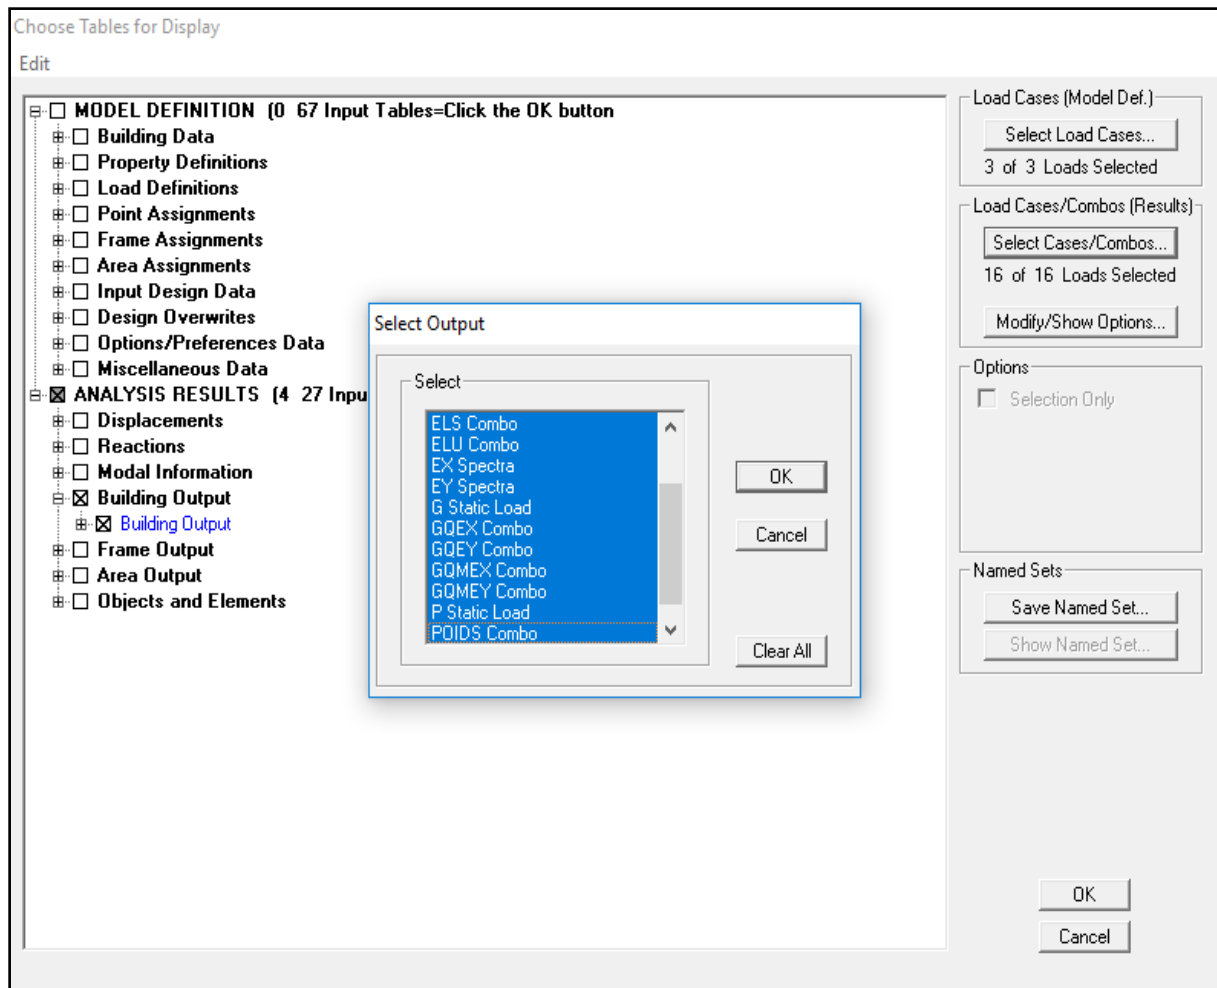 Choose Tables for Display
Edit
MODEL DEFINITION (0 67 Input Tables=Click the OK button
Building Data
Property Definitions
Load Definitions
Point Assignments
Frame Assignments
Area Assignments
Input Design Data
Design Overwrites
Options/Preferences Data
Miscellaneous Data
ANALYSIS RESULTS (4 27 Inpu
Displacements
Reactions
Modal Information
Building Output
Building Output
Frame Output
Area Output
Objects and Elements
Select Output
Select
ELS Combo
ELU Combo
EX Spectra
EY Spectra
G Static Load
GQEX Combo
GQEY Combo
GQMEX Combo
GQMEY Combo
P Static Load
POIDS Combo
OK
Cancel
Clear All
Load Cases (Model Def.)
Select Load Cases...
3 of 3 Loads Selected
Load Cases/Combos (Results)
Select Cases/Combos...
16 of 16 Loads Selected
Modify/Show Options...
Options
Selection Only
Named Sets
Save Named Set...
Show Named Set...
OK
Cancel